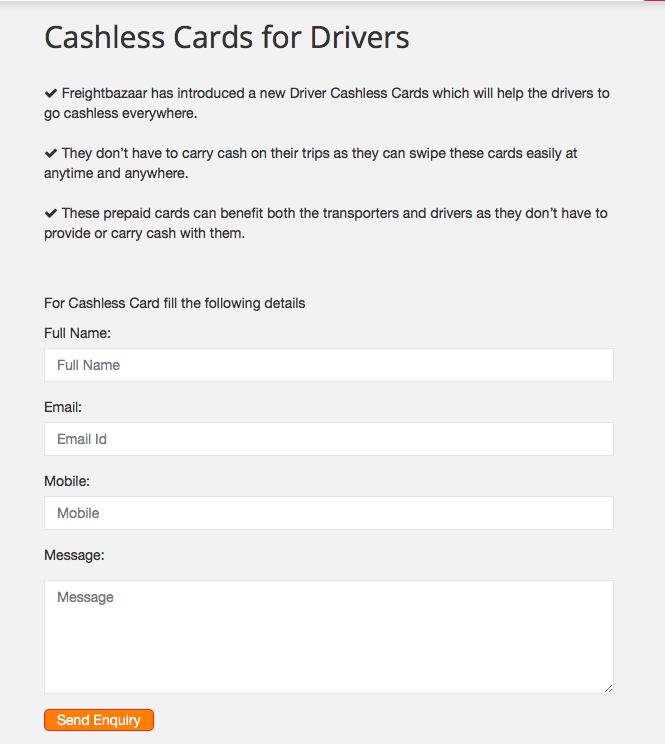 Cashless Cards for Drivers
✔ Freightbazaar has introduced a new Driver Cashless Cards which will help the drivers to
go cashless everywhere.
✔ They don’t have to carry cash on their trips as they can swipe these cards easily at
anytime and anywhere.
✔ These prepaid cards can benefit both the transporters and drivers as they don’t have to
provide or carry cash with them.
For Cashless Card fill the following details
Full Name:
Full Name
Email:
Email Id
Mobile:
Mobile
Message:
Message
Send Enquiry